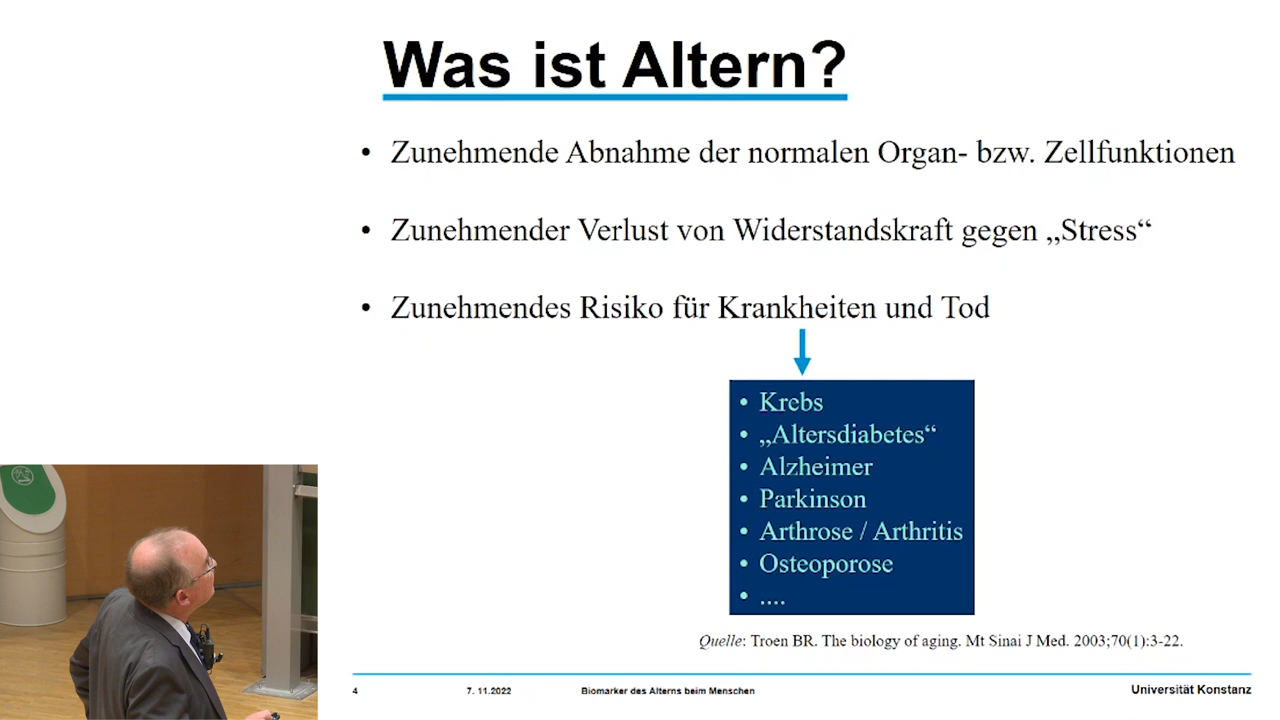 Was ist Altern?
• Zunehmende Abnahme der normalen Organ- bzw. Zellfunktionen
• Zunehmender Verlust von Widerstandskraft gegen „Stress“
• Zunehmendes Risiko für Krankheiten und Tod
• Krebs
• „Altersdiabetes“
• Alzheimer
• Parkinson
• Arthrose / Arthritis
• Osteoporose
• ....
Quelle: Troen BR. The biology of aging. Mt Sinai J Med. 2003;70(1):3-22.
4 7. 11.2022 Biomarker des Alterns beim Menschen Universität Konstanz